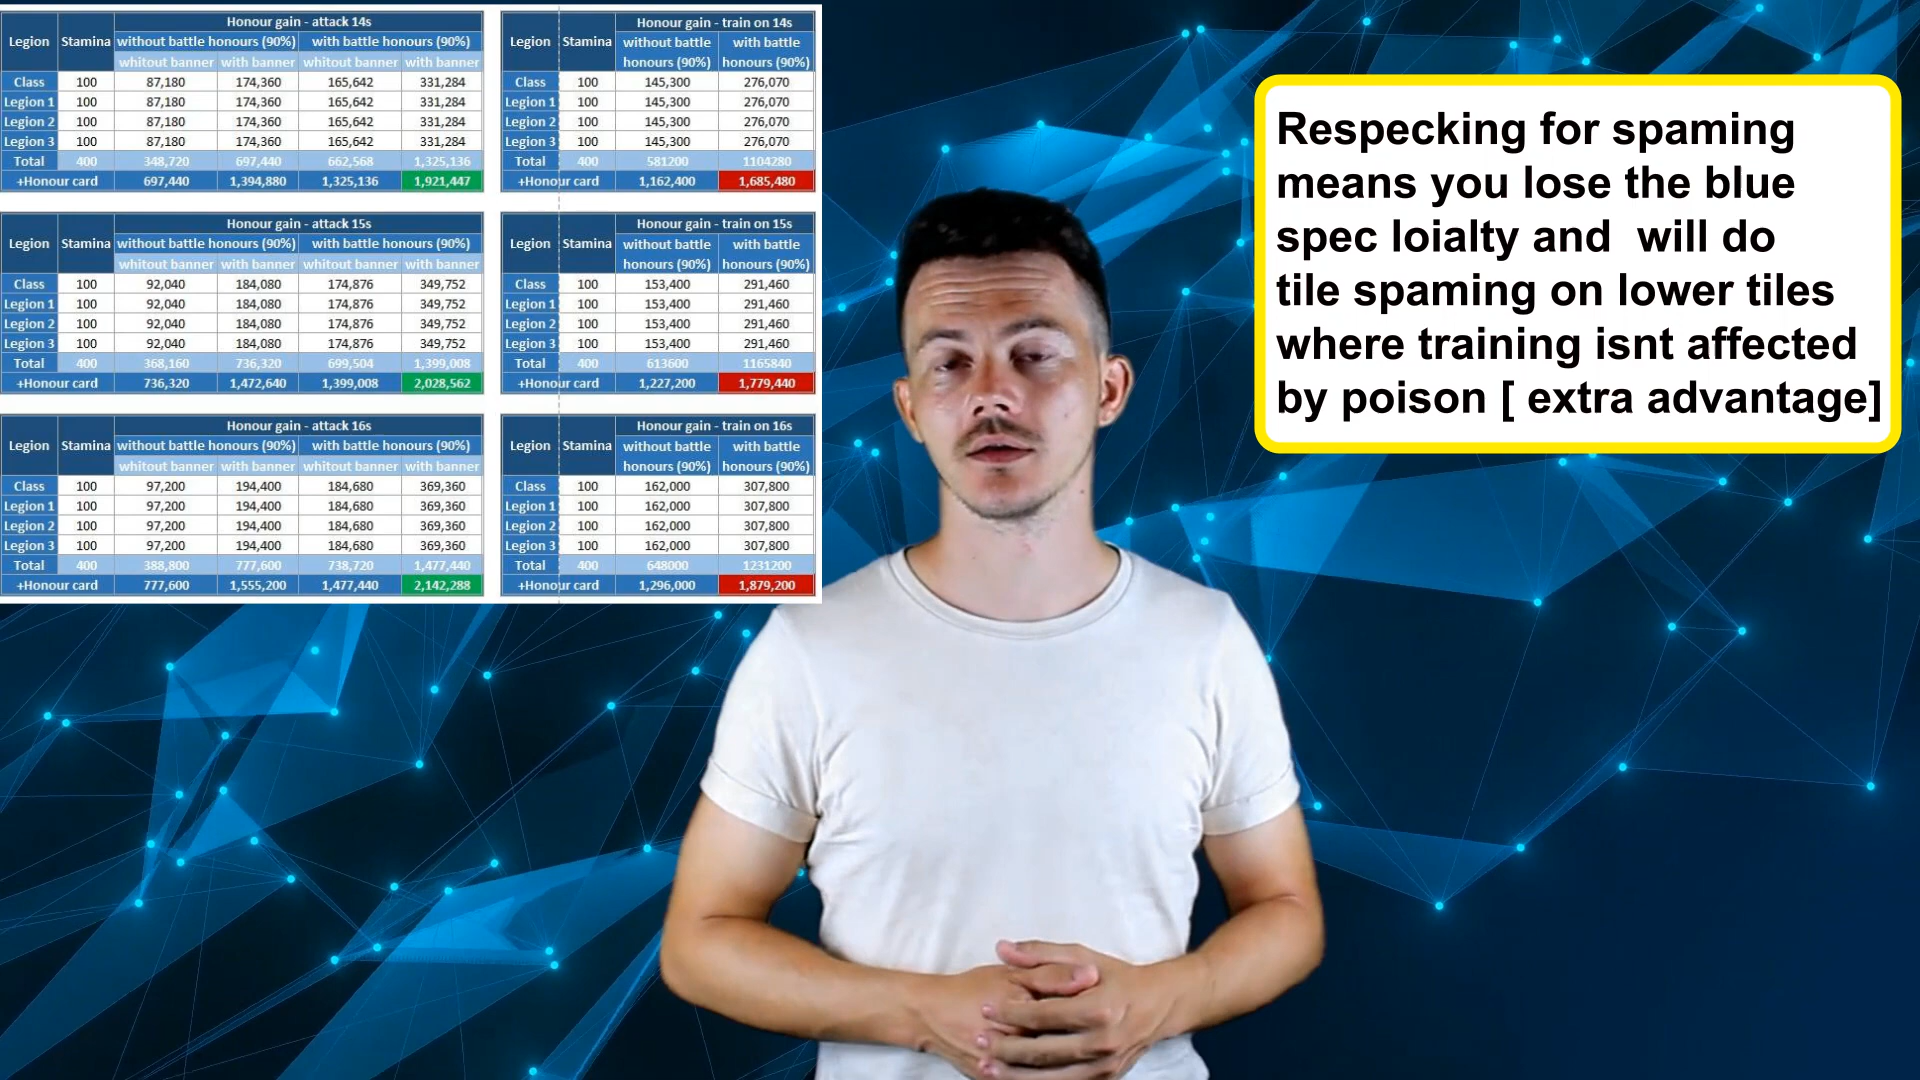 Honour gain - attack 14s
Legion Stamina without battle honours (90%) with battle honours (90%)
whitout banner with banner whitout banner with banner
Class 100 87,180 174,360 165,642 331,284
Legion 1 100 87,180 174,360 165,642 331,284
Legion 2 100 87,180 174,360 165,642 331,284
Legion 3 100 87,180 174,360 165,642 331,284
Total 400 348,720 697,440 662,568 1,325,136
+Honour card 697,440 1,394,880 1,325,136 1,921,447
Honour gain - train on 14s
Legion Stamina without battle with battle
honours (90%) honours (90%)
Class 100 145,300 276,070
Legion 1 100 145,300 276,070
Legion 2 100 145,300 276,070
Legion 3 100 145,300 276,070
Total 400 581200 1104280
+Honour card 1,162,400 1,685,480
Honour gain - attack 15s
Legion Stamina without battle honours (90%) with battle honours (90%)
whitout banner with banner whitout banner with banner
Class 100 92,040 184,080 174,876 349,752
Legion 1 100 92,040 184,080 174,876 349,752
Legion 2 100 92,040 184,080 174,876 349,752
Legion 3 100 92,040 184,080 174,876 349,752
Total 400 368,160 736,320 699,504 1,399,008
+Honour card 736,320 1,472,640 1,399,008 2,028,562
Honour gain - train on 15s
Legion Stamina without battle with battle
honours (90%) honours (90%)
Class 100 153,400 291,460
Legion 1 100 153,400 291,460
Legion 2 100 153,400 291,460
Legion 3 100 153,400 291,460
Total 400 613600 1165840
+Honour card 1,227,200 1,779,440
Honour gain - attack 16s
Legion Stamina without battle honours (90%) with battle honours (90%)
whitout banner with banner whitout banner with banner
Class 100 97,200 194,400 184,680 369,360
Legion 1 100 97,200 194,400 184,680 369,360
Legion 2 100 97,200 194,400 184,680 369,360
Legion 3 100 97,200 194,400 184,680 369,360
Total 400 388,800 777,600 738,720 1,477,440
+Honour card 777,600 1,555,200 1,477,440 2,142,288
Honour gain - train on 16s
Legion Stamina without battle with battle
honours (90%) honours (90%)
Class 100 162,000 307,800
Legion 1 100 162,000 307,800
Legion 2 100 162,000 307,800
Legion 3 100 162,000 307,800
Total 400 648000 1231200
+Honour card 1,296,000 1,879,200
Respecking for spaming
means you lose the blue
spec loialty and will do
tile spaming on lower tiles
where training isnt affected
by poison [ extra advantage]